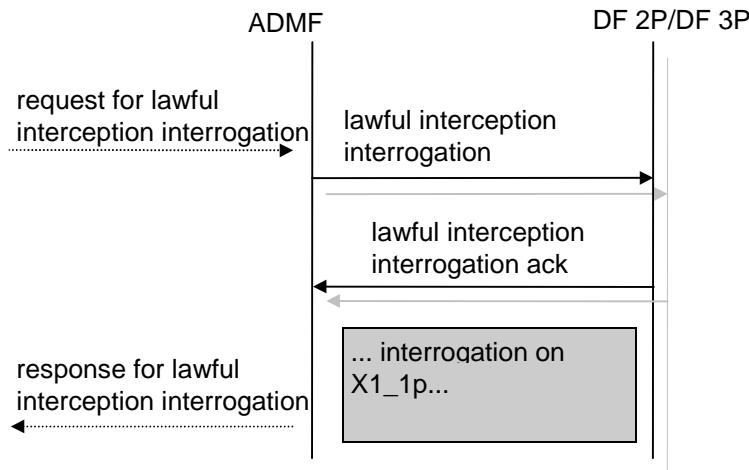 ADMF
DF 2P/DF 3P
request for lawful
interception interrogation
lawful interception
interrogation
lawful interception
interrogation ack
... interrogation on
X1_1p...
response for lawful
interception interrogation